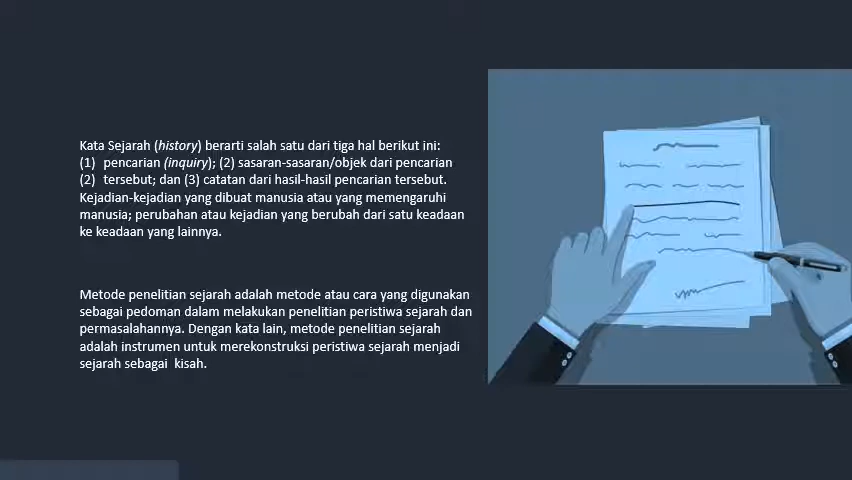 Kata Sejarah (history) berarti salah satu dari tiga hal berikut ini:
(1) pencarian (inquiry); (2) sasaran-sasaran/objek dari pencarian
(2) tersebut; dan (3) catatan dari hasil-hasil pencarian tersebut.
Kejadian-kejadian yang dibuat manusia atau yang memengaruhi
manusia; perubahan atau kejadian yang berubah dari satu keadaan
ke keadaan yang lainnya.
Metode penelitian sejarah adalah metode atau cara yang digunakan
sebagai pedoman dalam melakukan penelitian peristiwa sejarah dan
permasalahannya. Dengan kata lain, metode penelitian sejarah
adalah instrumen untuk merekonstruksi peristiwa sejarah menjadi
sejarah sebagai kisah.